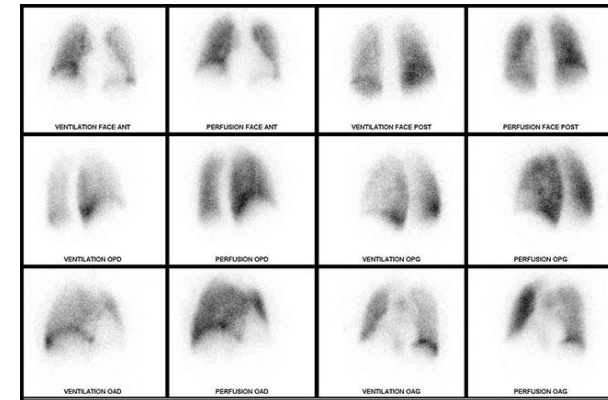 VENTILATION FACE ANT
PERFUSION FACE ANT
VENTILATION FACE POST
PERFUSION FACE POST
VENTILATION OPD
PERFUSION OPD
VENTILATION OPG
PERFUSION OPG
VENTILATION OAD
PERFUSION OAD
VENTILATION OAG
PERFUSION OAG